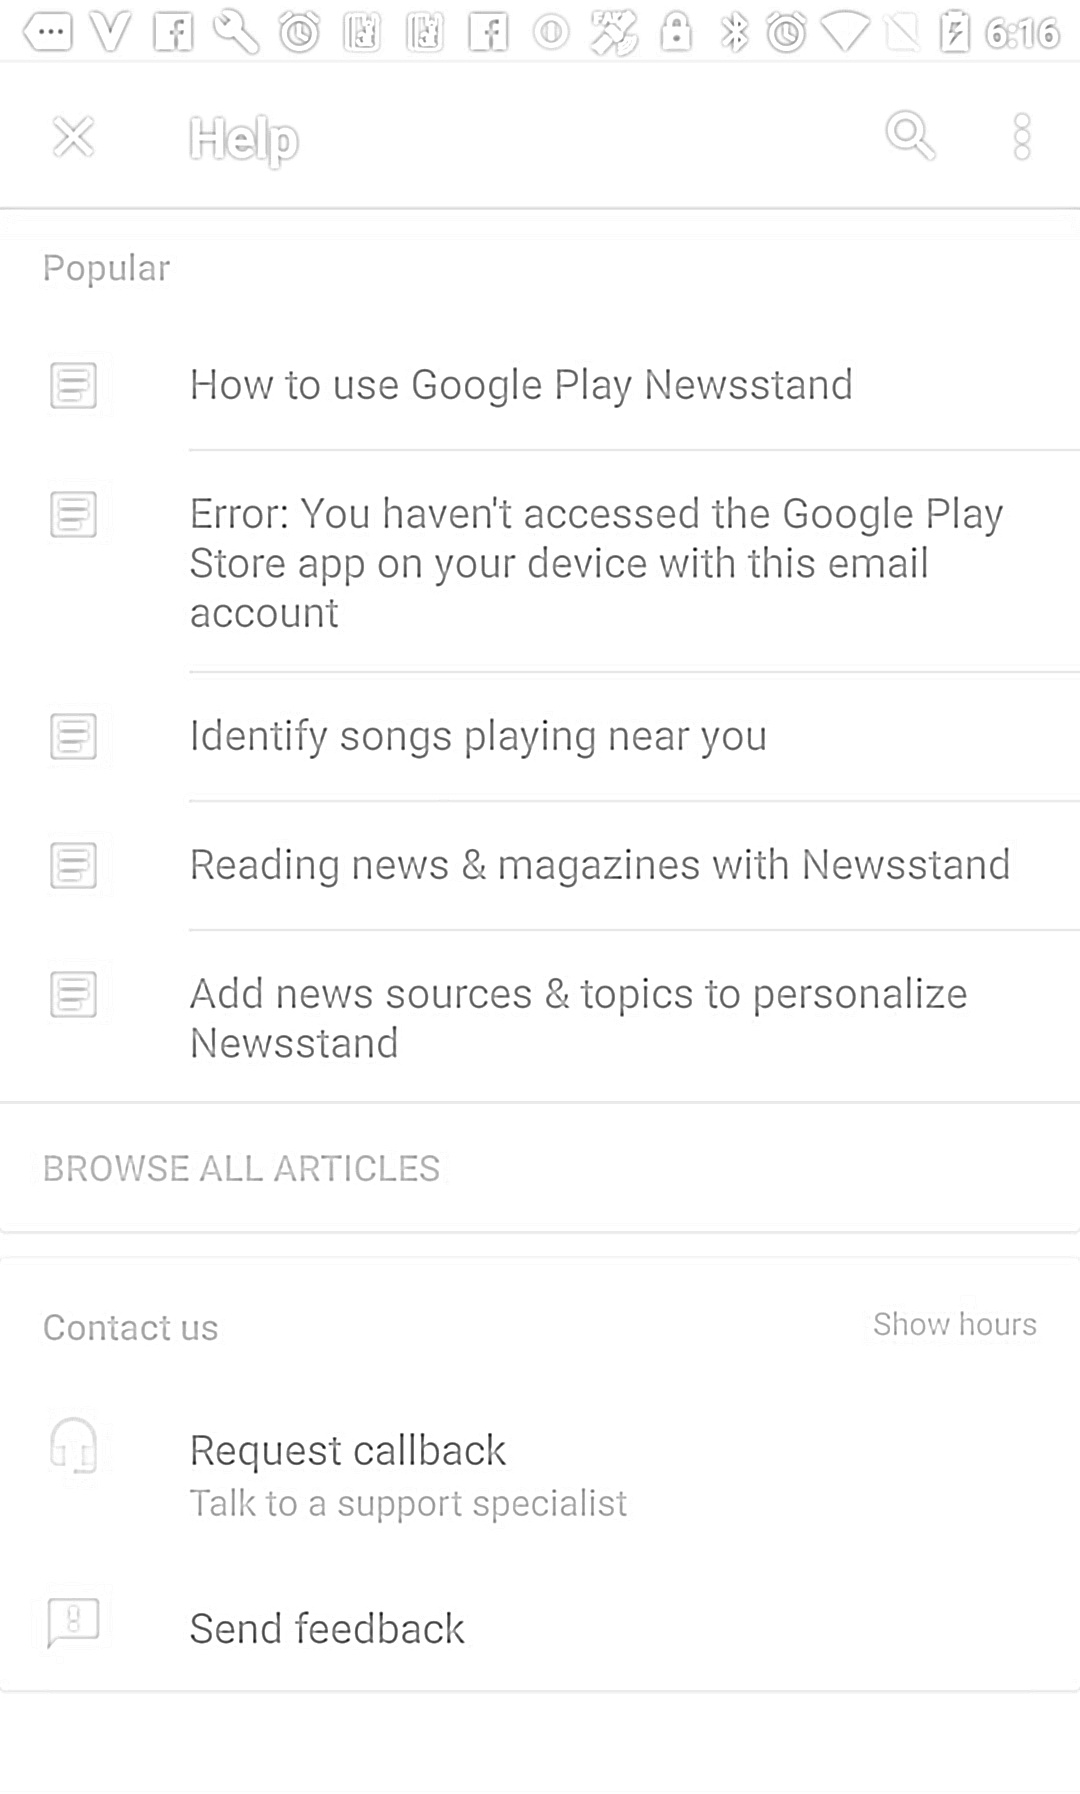 6:16
Help
Popular
How to use Google Play Newsstand
Error: You haven't accessed the Google Play
Store app on your device with this email
account
Identify songs playing near you
Reading news & magazines with Newsstand
Add news sources & topics to personalize
Newsstand
BROWSE ALL ARTICLES
Contact us
Show hours
Request callback
Talk to a support specialist
Send feedback